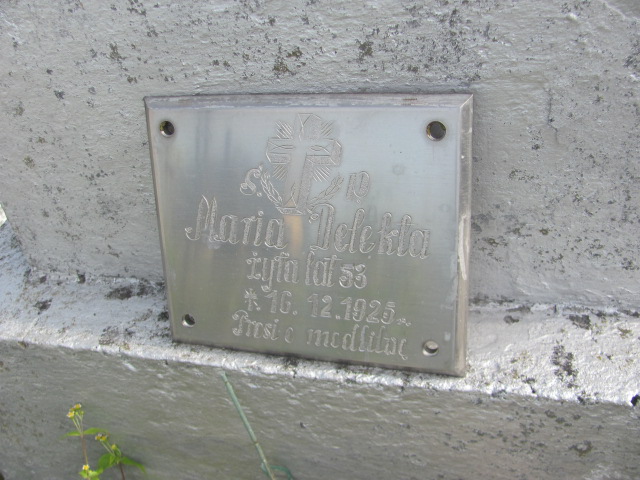 Ś. P.
Maria Delekta
żyła lat 53
✝. 16. 12. 1925 r.
Prosi o modlitwę